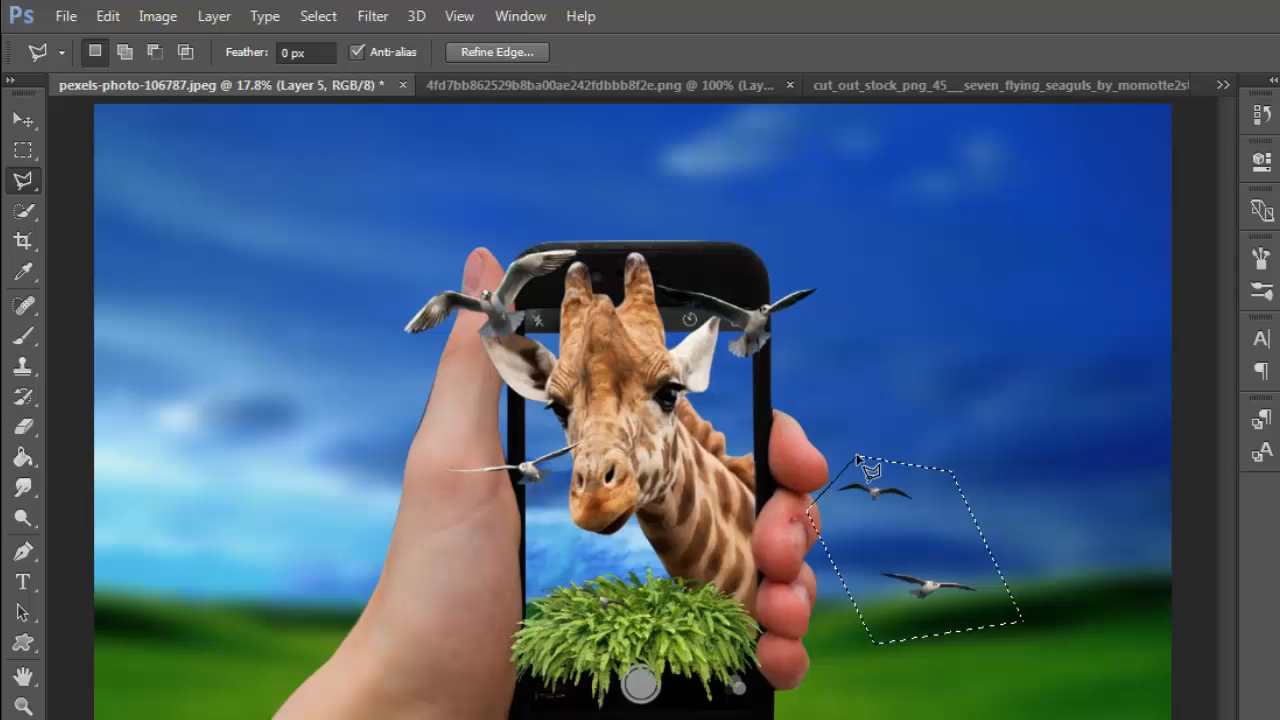 Ps File Edit Image Layer Type Select Filter 3D View Window Help
Feather: 0 px Anti-alias Refine Edge...
pexels-photo-106787.jpeg @ 17.8% (Layer 5, RGB/8) * × 4fd7bb862529b8ba00ae242fdbbb8f2e.png @ 100% (Lay... × cut_out_stock_png_45__seven_flying_seaguls_by_momotte2st